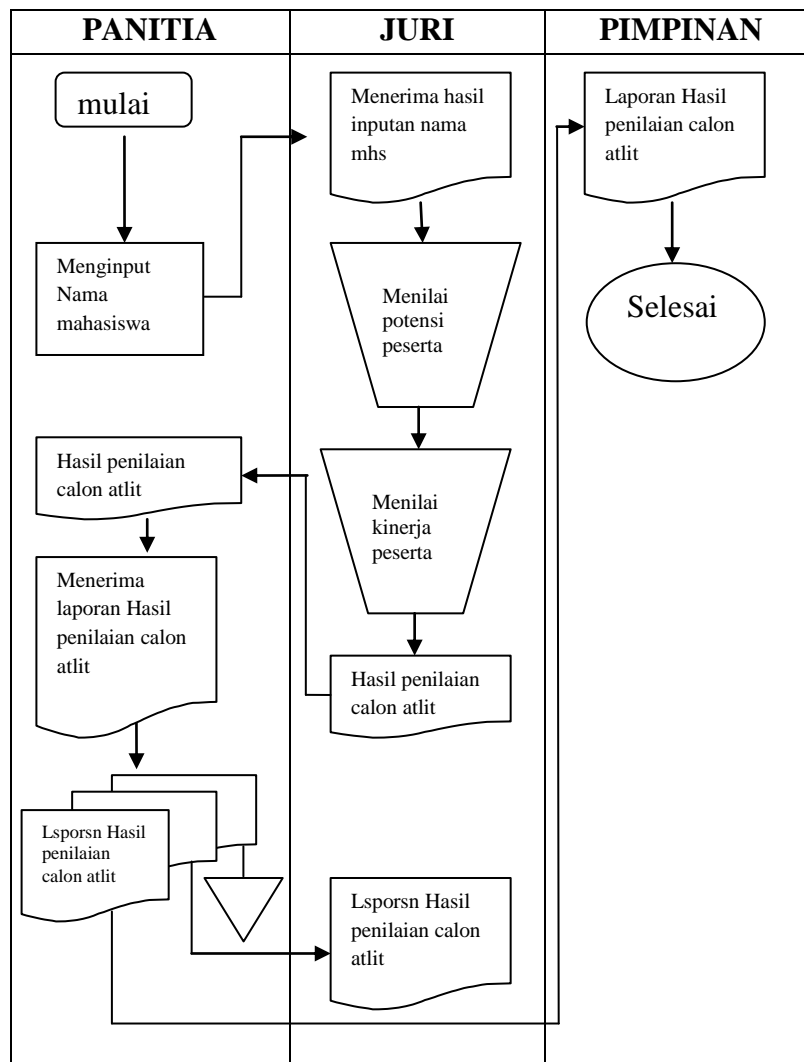 PANITIA
JURI
PIMPINAN
mulai
Menginput
Nama
mahasiswa
Hasil penilaian
calon atlit
Menerima
laporan Hasil
penilaian calon
atlit
Lsporsn Hasil
penilaian
calon atlit
Menerima hasil
inputan nama
mhs
Menilai
potensi
peserta
Menilai
kinerja
peserta
Hasil penilaian
calon atlit
Lsporsn Hasil
penilaian calon
atlit
Laporan Hasil
penilaian calon
atlit
Selesai